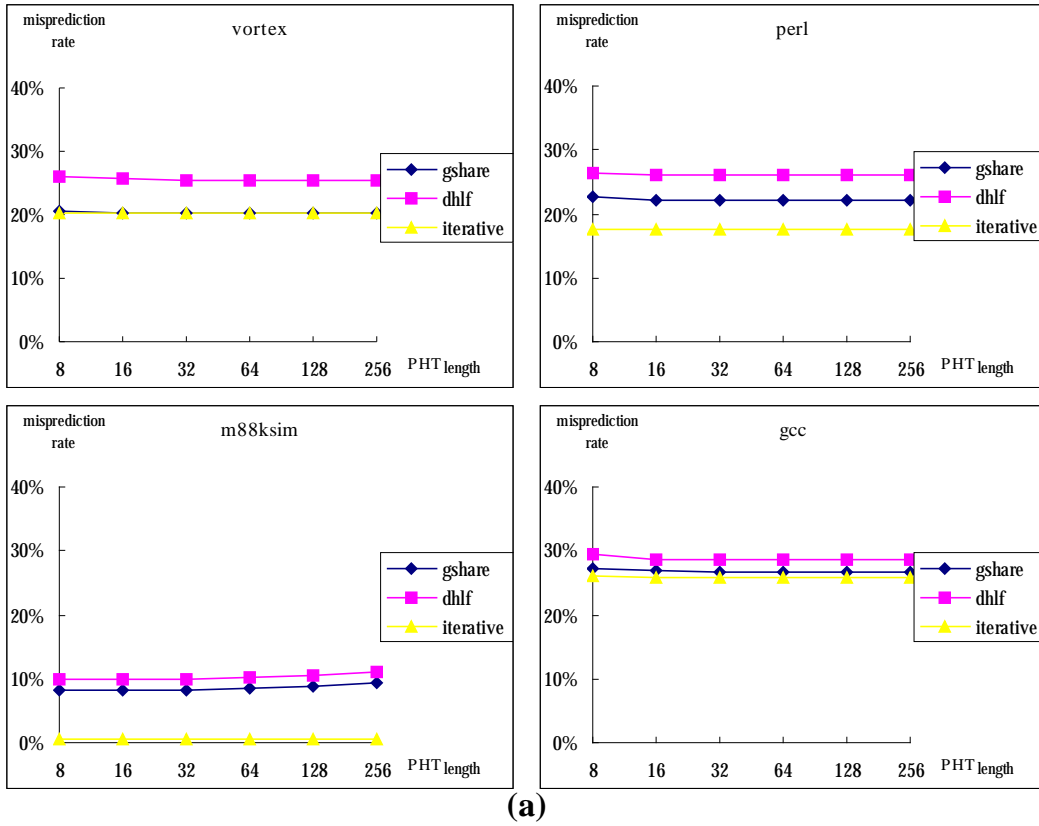 misprediction
rate
vortex
40%
30%
20%
10%
0%
8 16 32 64 128 256 PHT length
gshare
dhlf
iterative
misprediction
rate
perl
40%
30%
20%
10%
0%
8 16 32 64 128 256 PHT length
gshare
dhlf
iterative
misprediction
rate
m88ksim
40%
30%
20%
10%
0%
8 16 32 64 128 256 PHT length
gshare
dhlf
iterative
misprediction
rate
gcc
40%
30%
20%
10%
0%
8 16 32 64 128 256 PHT length
gshare
dhlf
iterative
(a)